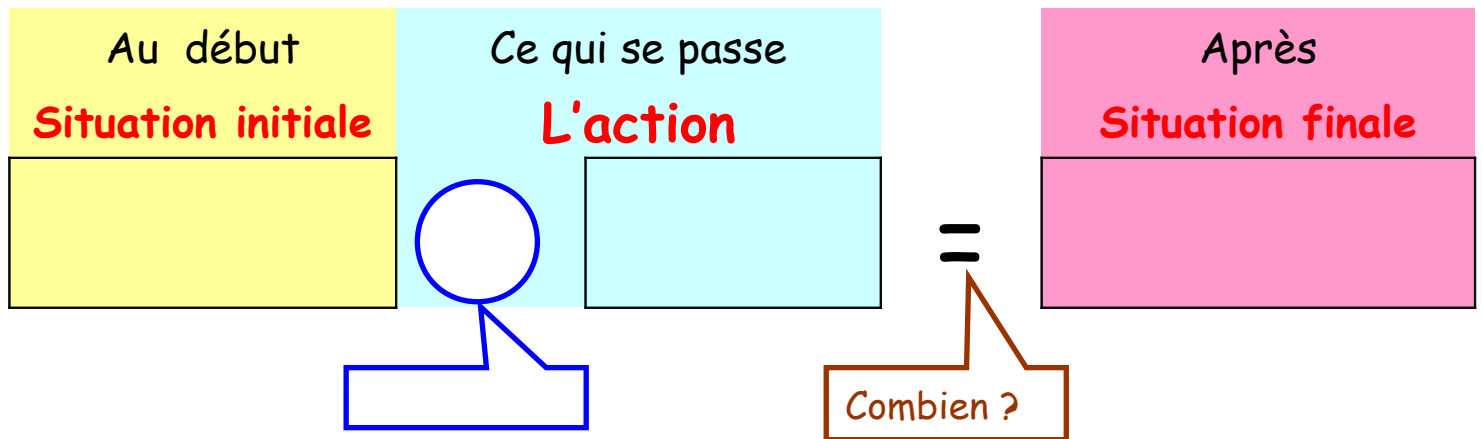 Au début
Situation initiale
Ce qui se passe
L'action
=
Combien ?
Après
Situation finale